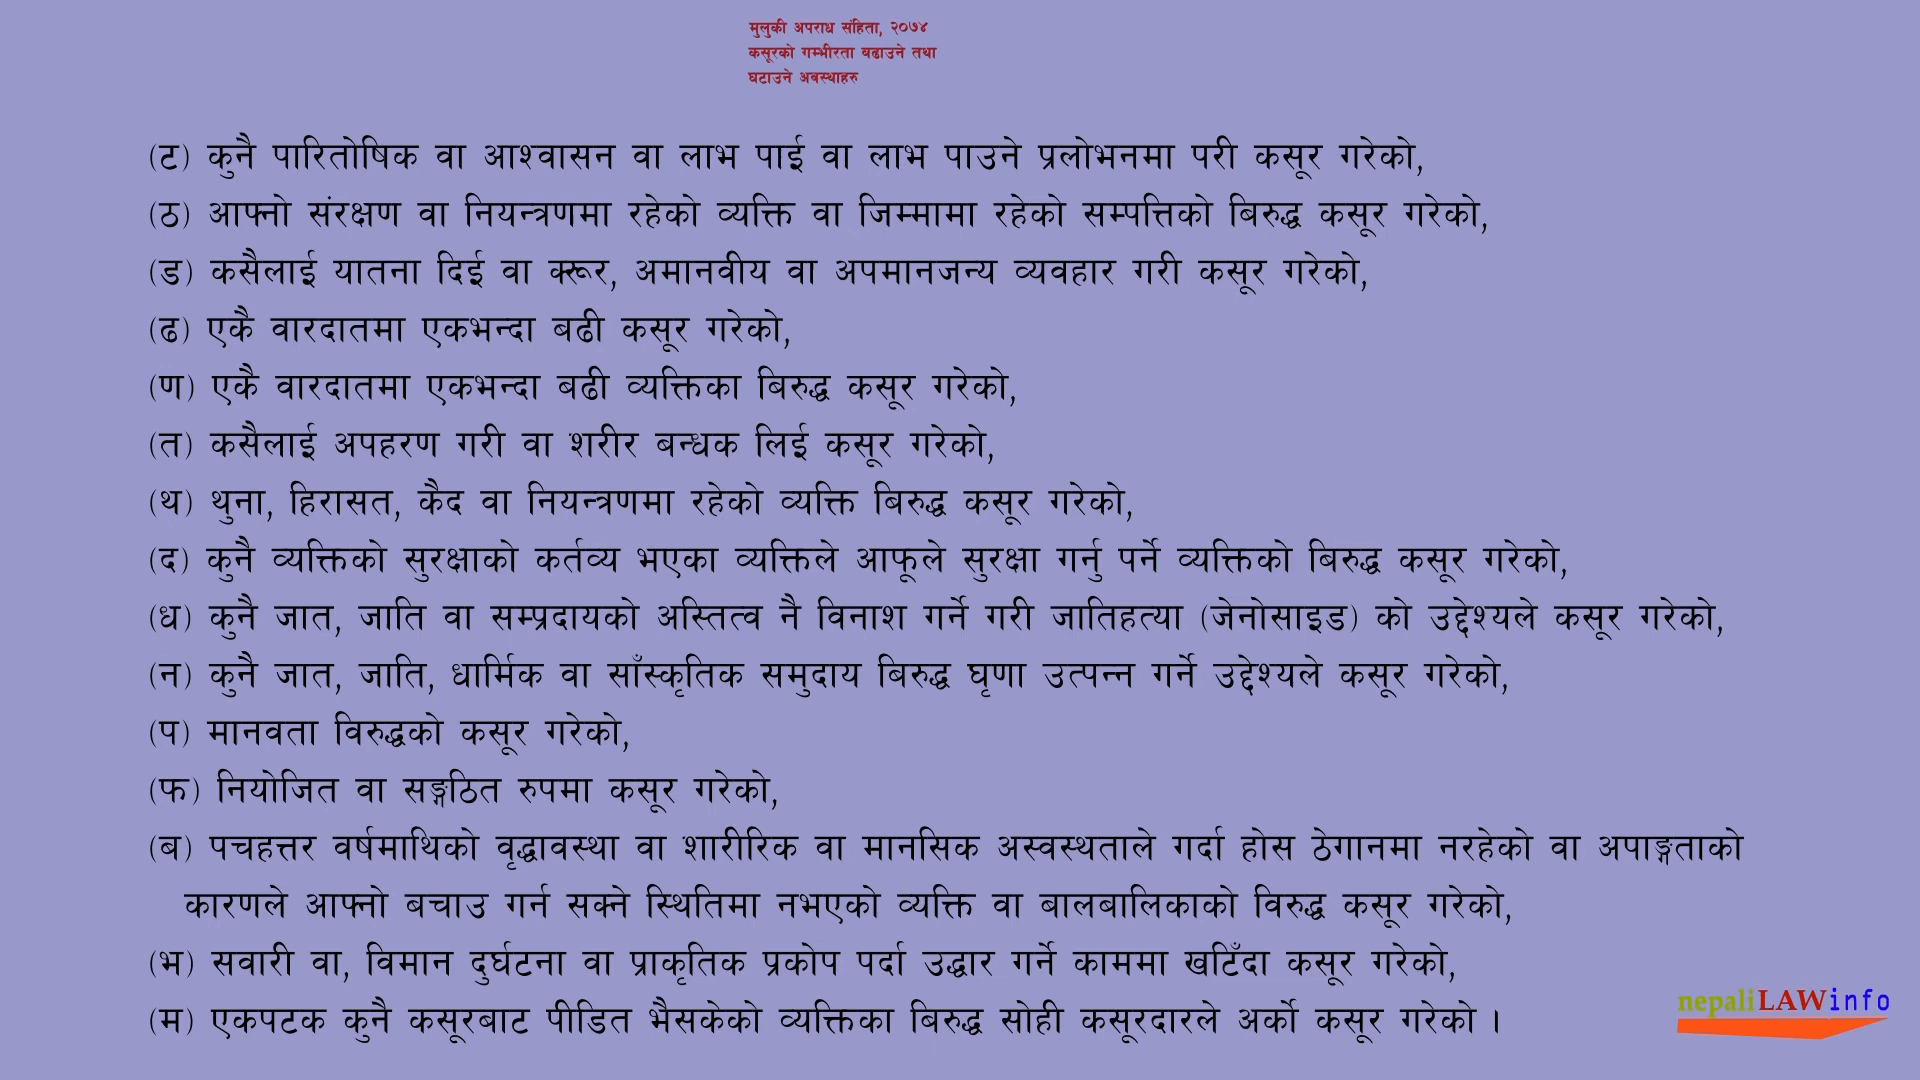 मुलुकी अपराध संहिता, २०७४
कसूरको गम्भीरता बढाउने तथा
घटाउने अवस्थाहरु
(ट) कुनै पारितोषिक वा आश्वासन वा लाभ पाई वा लाभ पाउने प्रलोभनमा परी कसूर गरेको,
(ठ) आफ्नो संरक्षण वा नियन्त्रणमा रहेको व्यक्ति वा जिम्मामा रहेको सम्पत्तिको बिरुद्ध कसूर गरेको,
(ड) कसैलाई यातना दिई वा क्रूर, अमानवीय वा अपमानजन्य व्यवहार गरी कसूर गरेको,
(ढ) एकै वारदातमा एकभन्दा बढी कसूर गरेको,
(ण) एकै वारदातमा एकभन्दा बढी व्यक्तिका बिरुद्ध कसूर गरेको,
(त) कसैलाई अपहरण गरी वा शरीर बन्धक लिई कसूर गरेको,
(थ) थुना, हिरासत, कैद वा नियन्त्रणमा रहेको व्यक्ति बिरुद्ध कसूर गरेको,
(द) कुनै व्यक्तिको सुरक्षाको कर्तव्य भएका व्यक्तिले आफूले सुरक्षा गर्नु पर्ने व्यक्तिको बिरुद्ध कसूर गरेको,
(ध) कुनै जात, जाति वा सम्प्रदायको अस्तित्व नै विनाश गर्ने गरी जातिहत्या (जेनोसाइड) को उद्देश्यले कसूर गरेको,
(न) कुनै जात, जाति, धार्मिक वा साँस्कृतिक समुदाय बिरुद्ध घृणा उत्पन्न गर्ने उद्देश्यले कसूर गरेको,
(प) मानवता विरुद्धको कसूर गरेको,
(फ) नियोजित वा सङ्गठित रुपमा कसूर गरेको,
(ब) पचहत्तर वर्षमाथिको वृद्धावस्था वा शारीरिक वा मानसिक अस्वस्थताले गर्दा होस ठेगानमा नरहेको वा अपाङ्गताको
कारणले आफ्नो बचाउ गर्न सक्ने स्थितिमा नभएको व्यक्ति वा बालबालिकाको विरुद्ध कसूर गरेको,
(भ) सवारी वा, विमान दुर्घटना वा प्राकृतिक प्रकोप पर्दा उद्धार गर्ने काममा खटिँदा कसूर गरेको,
(म) एकपटक कुनै कसूरबाट पीडित भैसकेको व्यक्तिका बिरुद्ध सोही कसूरदारले अर्को कसूर गरेको ।
nepaliLAWinfo